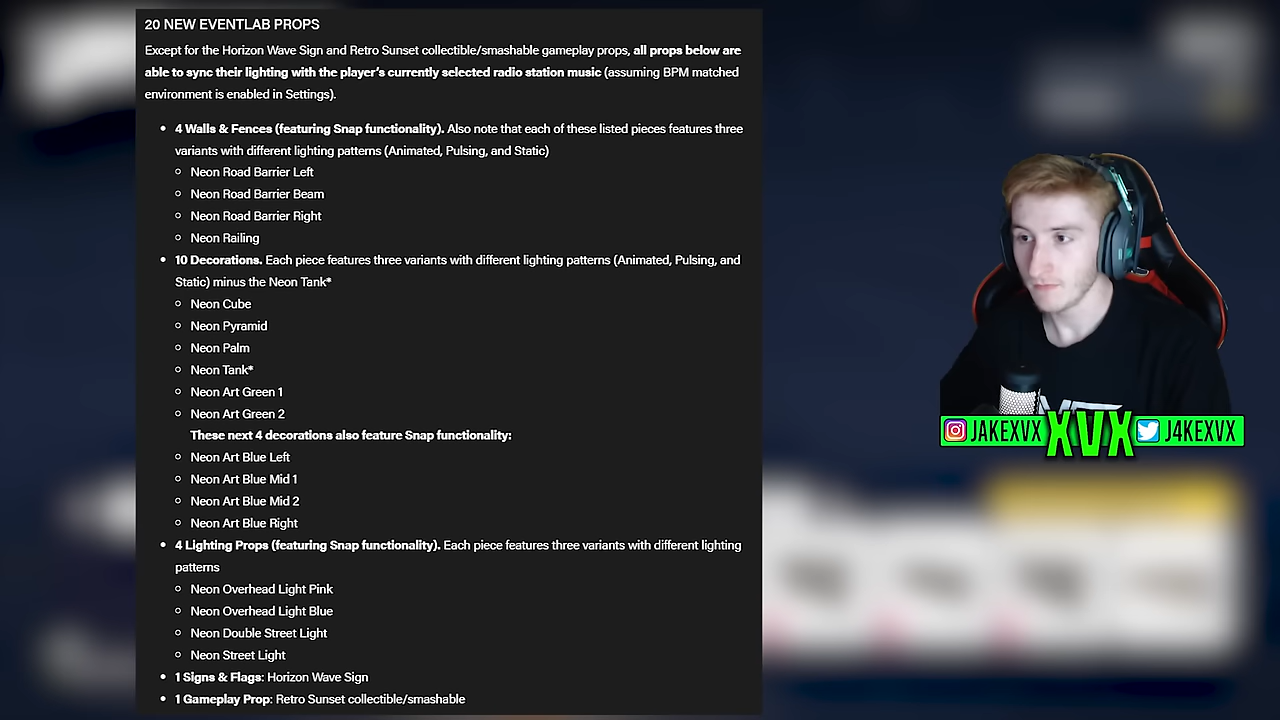 20 NEW EVENTLAB PROPS
Except for the Horizon Wave Sign and Retro Sunset collectible/smashable gameplay props, all props below are
able to sync their lighting with the player's currently selected radio station music (assuming BPM matched
environment is enabled in Settings).
4 Walls & Fences (featuring Snap functionality). Also note that each of these listed pieces features three
variants with different lighting patterns (Animated, Pulsing, and Static)
Neon Road Barrier Left
Neon Road Barrier Beam
Neon Road Barrier Right
Neon Railing
10 Decorations. Each piece features three variants with different lighting patterns (Animated, Pulsing, and
Static) minus the Neon Tank*
Neon Cube
Neon Pyramid
Neon Palm
Neon Tank*
Neon Art Green 1
Neon Art Green 2
These next 4 decorations also feature Snap functionality:
Neon Art Blue Left
Neon Art Blue Mid 1
Neon Art Blue Mid 2
Neon Art Blue Right
4 Lighting Props (featuring Snap functionality). Each piece features three variants with different lighting
patterns
Neon Overhead Light Pink
Neon Overhead Light Blue
Neon Double Street Light
Neon Street Light
1 Signs & Flags: Horizon Wave Sign
1 Gameplay Prop: Retro Sunset collectible/smashable
JAKEXVX XVX J4KEXVX